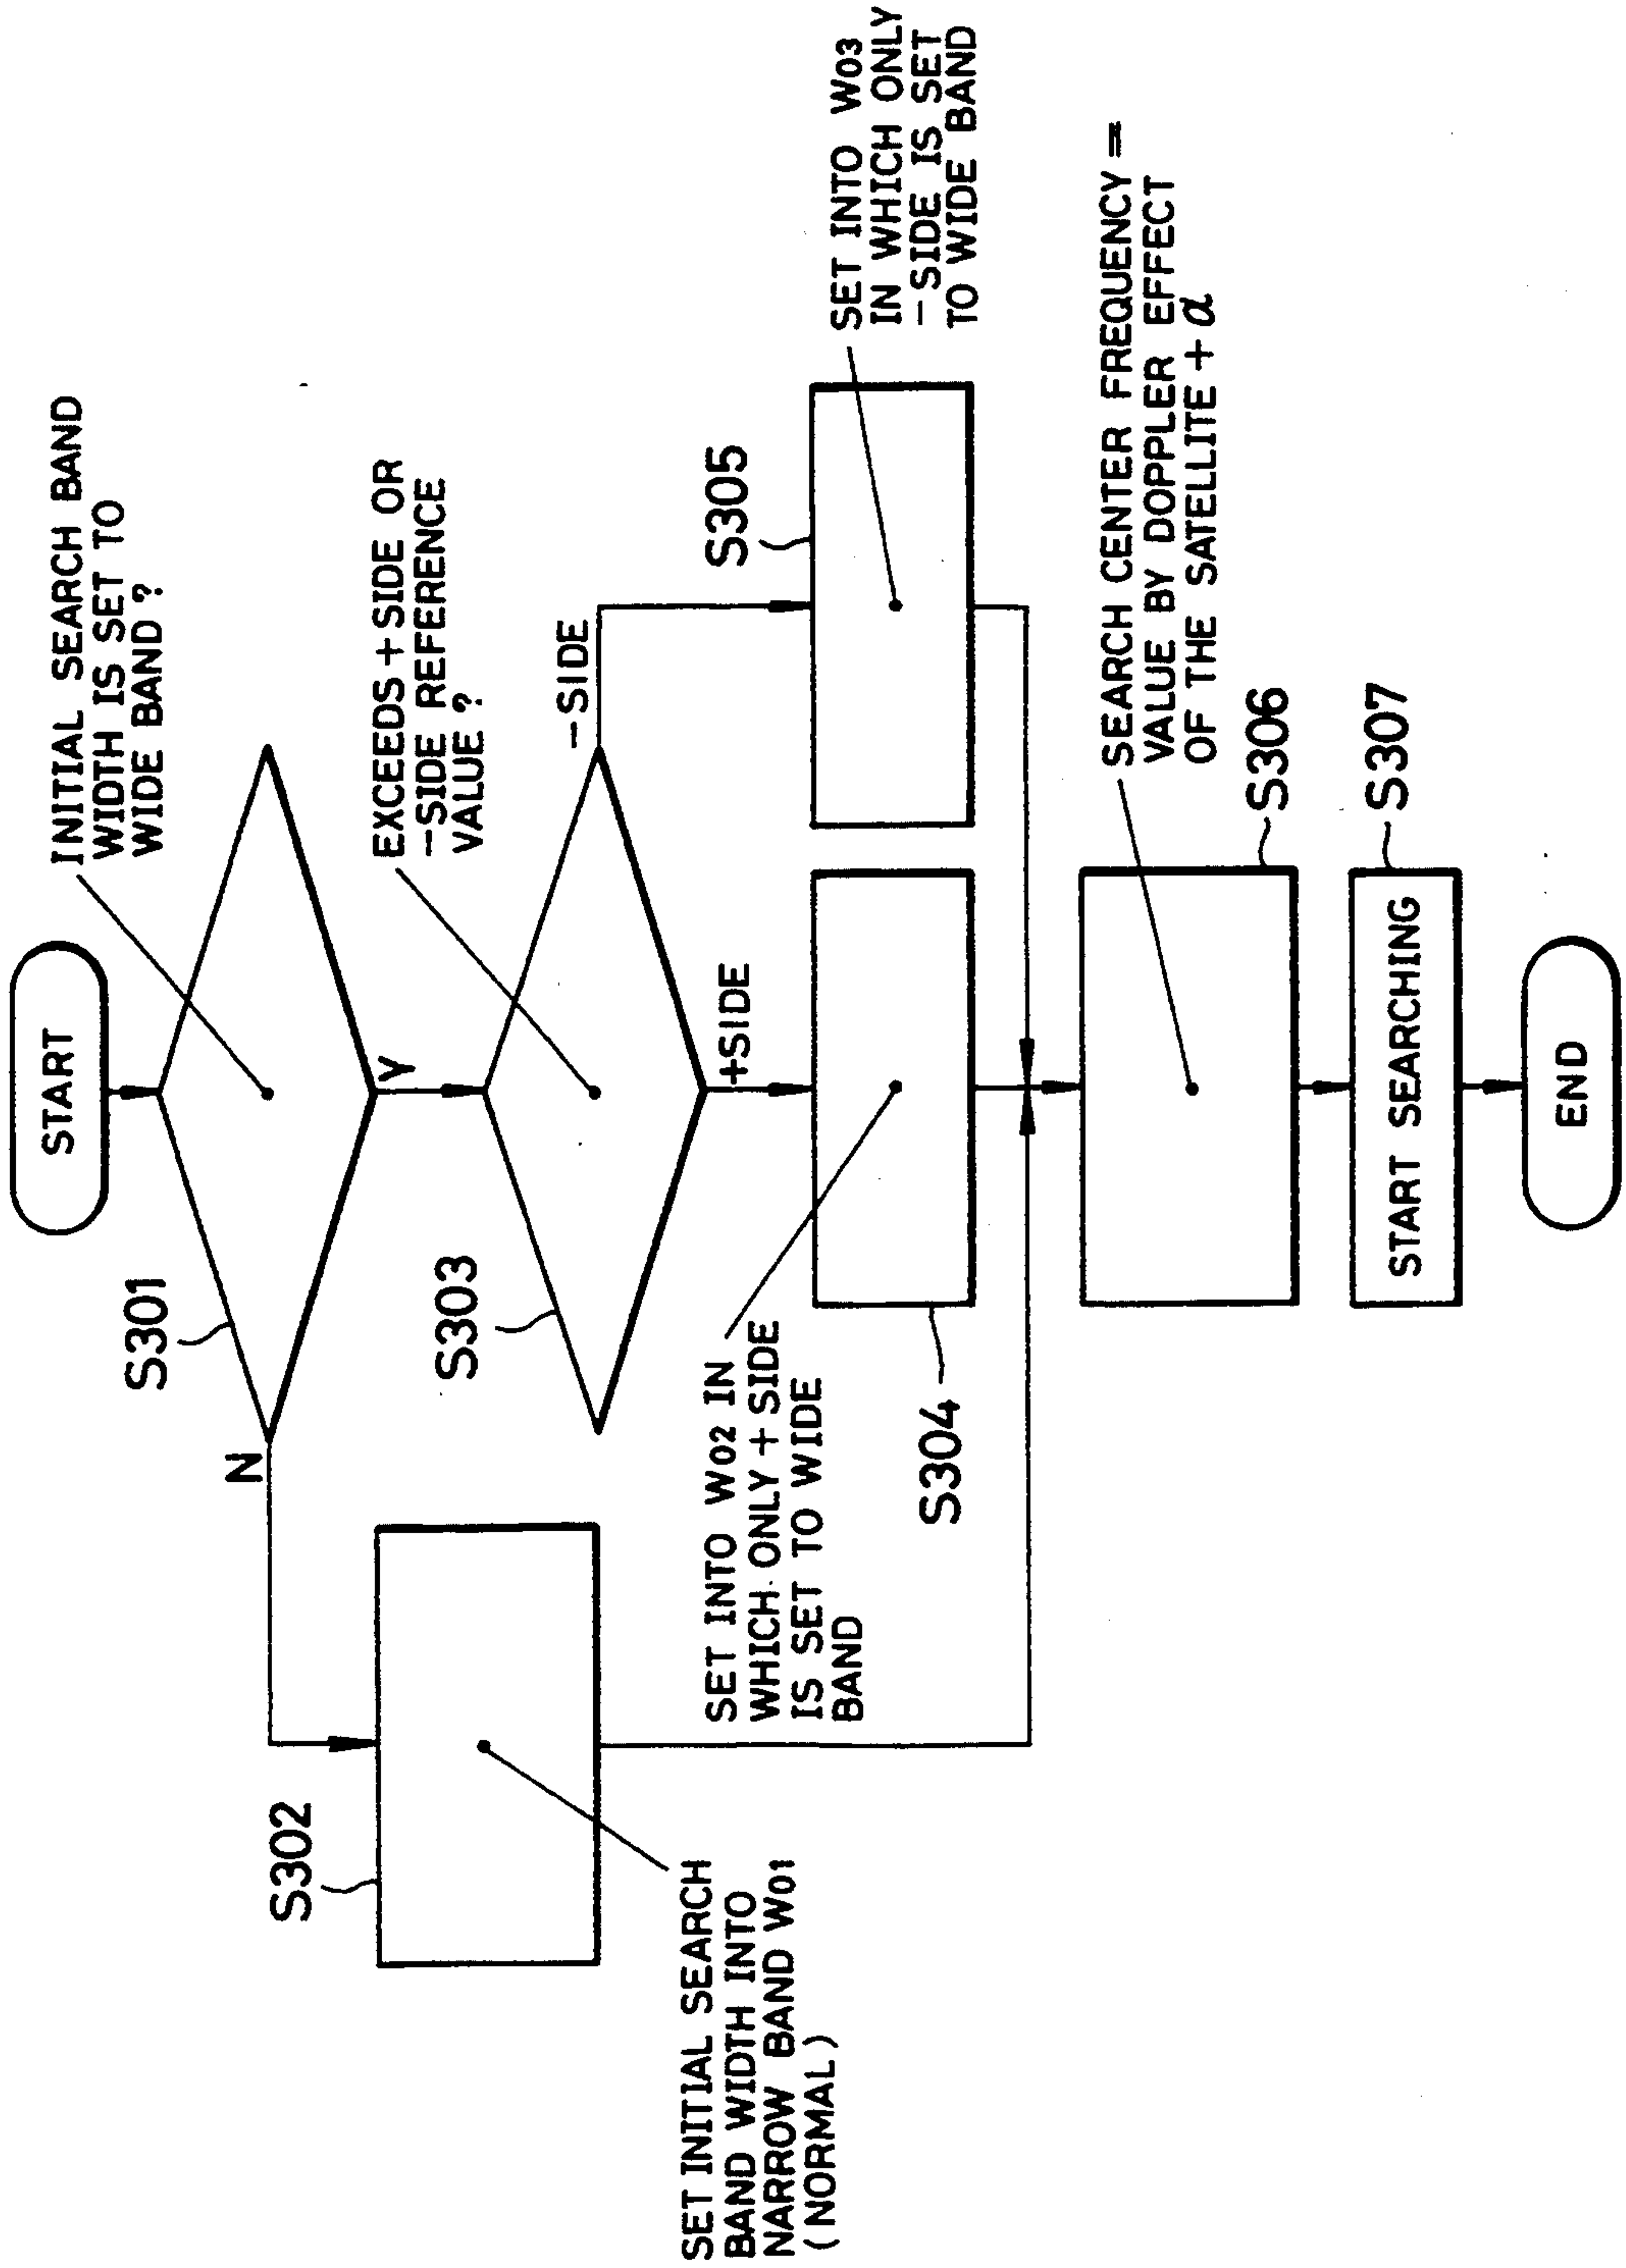 START
INITIAL SEARCH BAND
WIDTH IS SET TO
WIDE BAND ?
S301
N
Y
S302
SET INITIAL SEARCH
BAND WIDTH INTO
NARROW BAND W01
(NORMAL)
EXCEEDS + SIDE OR
− SIDE REFERENCE
VALUE ?
S303
− SIDE
+ SIDE
SET INTO W02 IN
WHICH ONLY + SIDE
IS SET TO WIDE
BAND
S304
S305
SET INTO W03
IN WHICH ONLY
− SIDE IS SET
TO WIDE BAND
SEARCH CENTER FREQUENCY =
VALUE BY DOPPLER EFFECT
OF THE SATELLITE + α
S306
S307
START SEARCHING
END